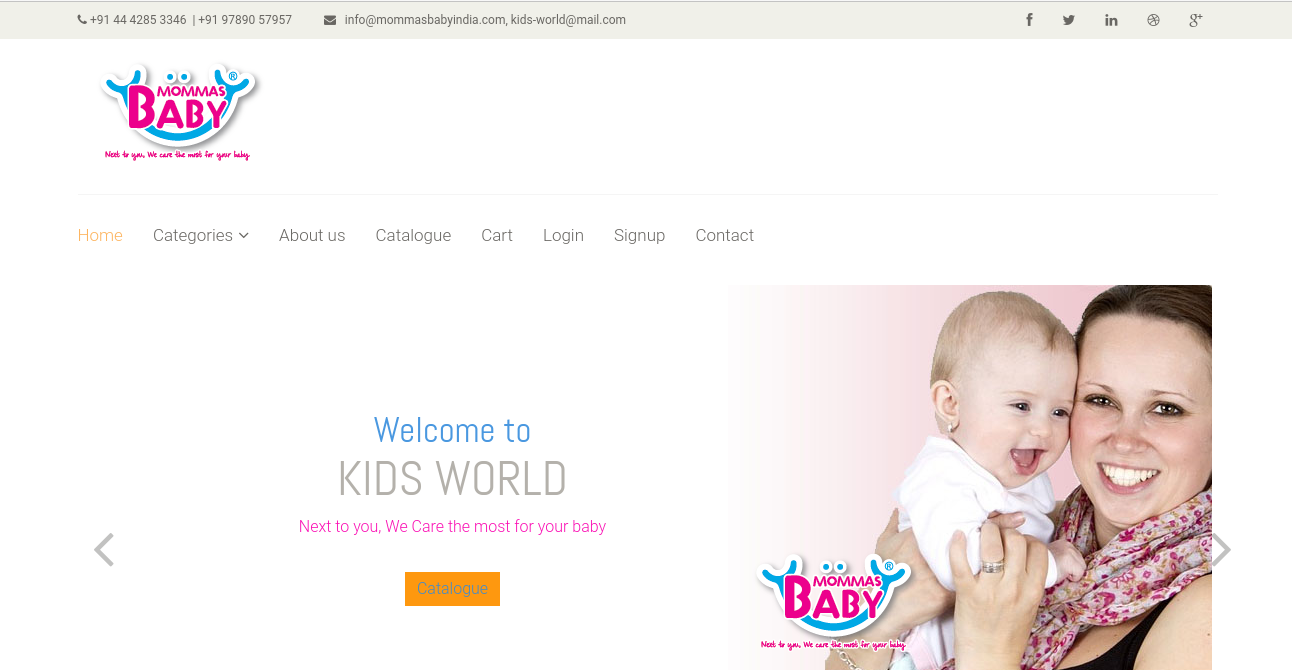 +91 44 4285 3346 | +91 97890 57957 info@mommasbabyindia.com, kids-world@mail.com
MOMMAS®
BABY
Next to you, We care the most for your baby.
Home Categories About us Catalogue Cart Login Signup Contact
Welcome to
KIDS WORLD
Next to you, We Care the most for your baby
Catalogue
MOMMAS®
BABY
Next to you, We care the most for your baby.